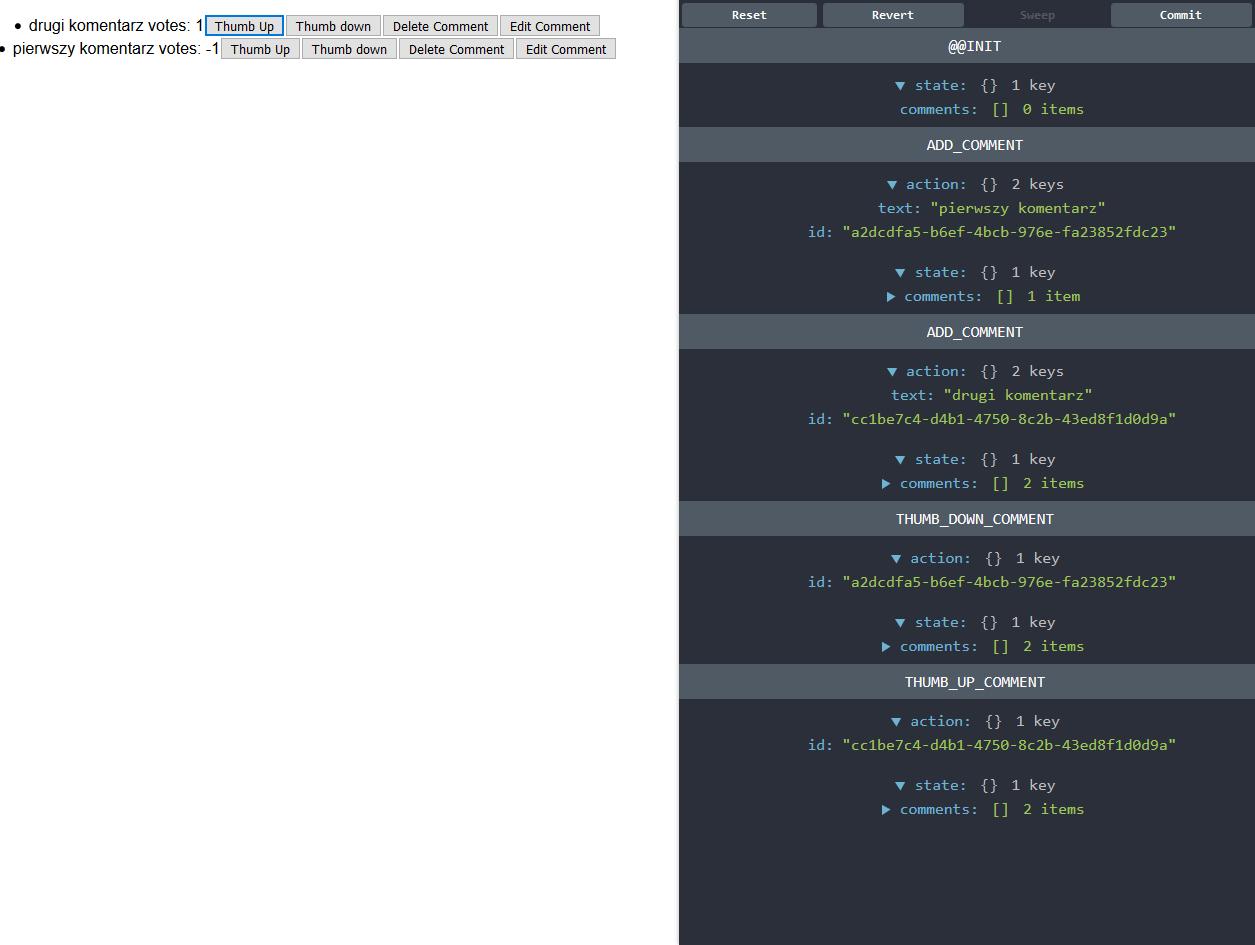 drugi komentarz votes: 1 Thumb Up Thumb down Delete Comment Edit Comment
pierwszy komentarz votes: -1 Thumb Up Thumb down Delete Comment Edit Comment
Reset Revert Sweep Commit
@@INIT
state: {} 1 key
comments: [] 0 items
ADD_COMMENT
action: {} 2 keys
text: "pierwszy komentarz"
id: "a2dcdfa5-b6ef-4bcb-976e-fa23852fdc23"
state: {} 1 key
comments: [] 1 item
ADD_COMMENT
action: {} 2 keys
text: "drugi komentarz"
id: "cc1be7c4-d4b1-4750-8c2b-43ed8f1d0d9a"
state: {} 1 key
comments: [] 2 items
THUMB_DOWN_COMMENT
action: {} 1 key
id: "a2dcdfa5-b6ef-4bcb-976e-fa23852fdc23"
state: {} 1 key
comments: [] 2 items
THUMB_UP_COMMENT
action: {} 1 key
id: "cc1be7c4-d4b1-4750-8c2b-43ed8f1d0d9a"
state: {} 1 key
comments: [] 2 items